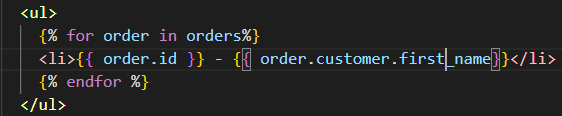 <ul>
{% for order in orders%}
<li>{{ order.id }} - {{ order.customer.first_name}}</li>
{% endfor %}
</ul>